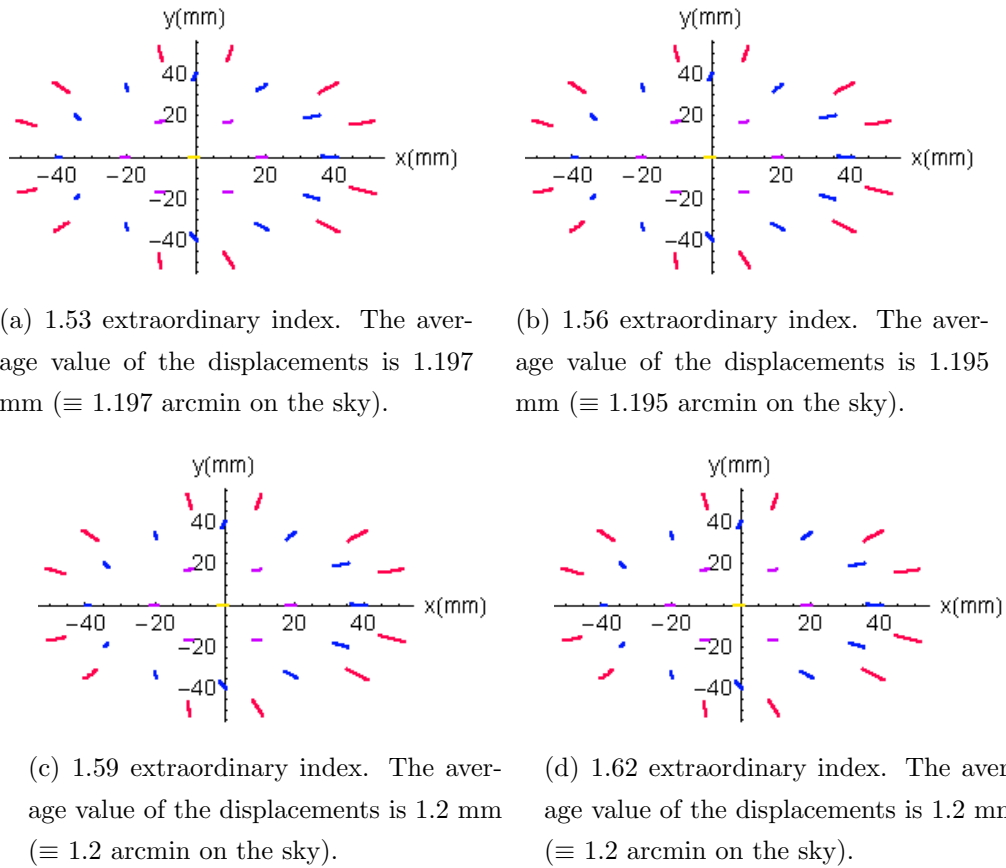 y(mm)
40
20
x(mm)
−40 −20 20 40
−20
−40
(a) 1.53 extraordinary index. The aver-
age value of the displacements is 1.197
mm (≡ 1.197 arcmin on the sky).
y(mm)
40
20
x(mm)
−40 −20 20 40
−20
−40
(b) 1.56 extraordinary index. The aver-
age value of the displacements is 1.195
mm (≡ 1.195 arcmin on the sky).
y(mm)
40
20
x(mm)
−40 −20 20 40
−20
−40
(c) 1.59 extraordinary index. The aver-
age value of the displacements is 1.2 mm
(≡ 1.2 arcmin on the sky).
y(mm)
40
20
x(mm)
−40 −20 20 40
−20
−40
(d) 1.62 extraordinary index. The aver
age value of the displacements is 1.2 m
(≡ 1.2 arcmin on the sky).